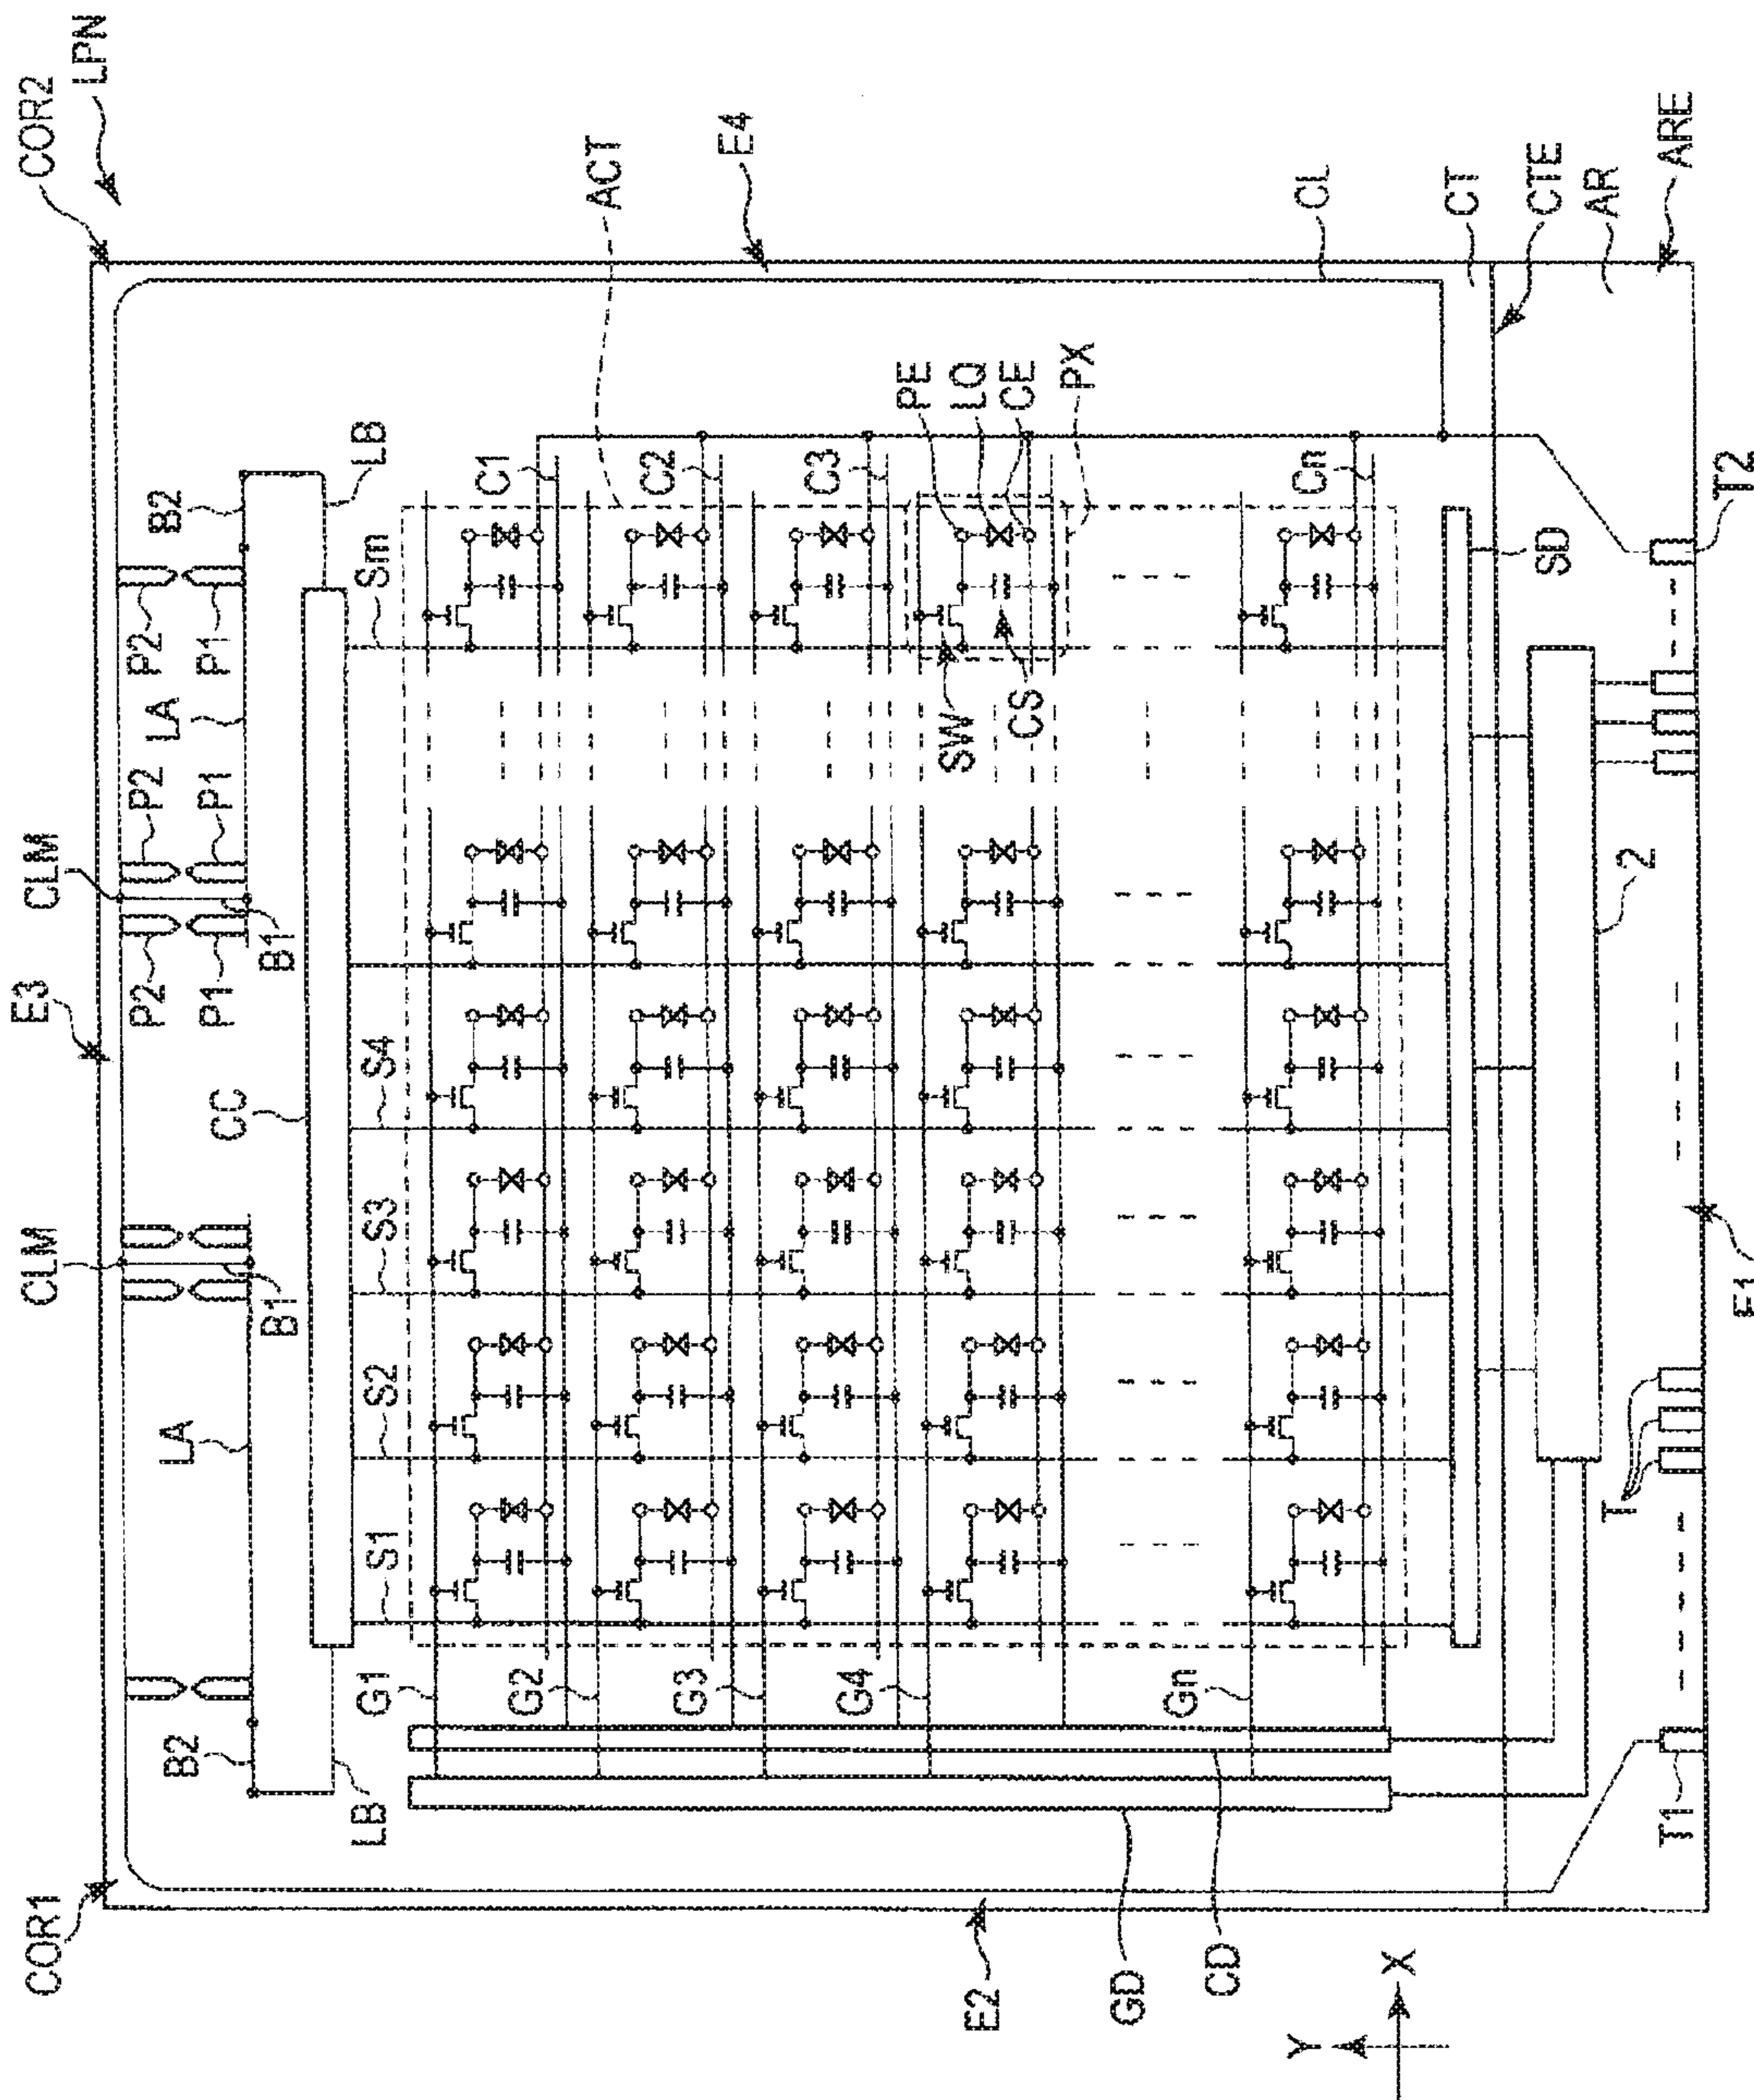 COR1
E3
COR2
LPN
CLM
CLM
P2
P1
P2
P1
P2
P1
LA
LA
B2
B1
B1
B2
LB
LB
CC
S1
S2
S3
S4
Sm
ACT
E4
G1
G2
G3
G4
Gn
C1
C2
C3
Cn
PE
LQ
CE
PX
SW
CS
CL
CT
CTE
AR
ARE
E2
GD
CD
SD
2
T1
T
T2
E1
Y
X